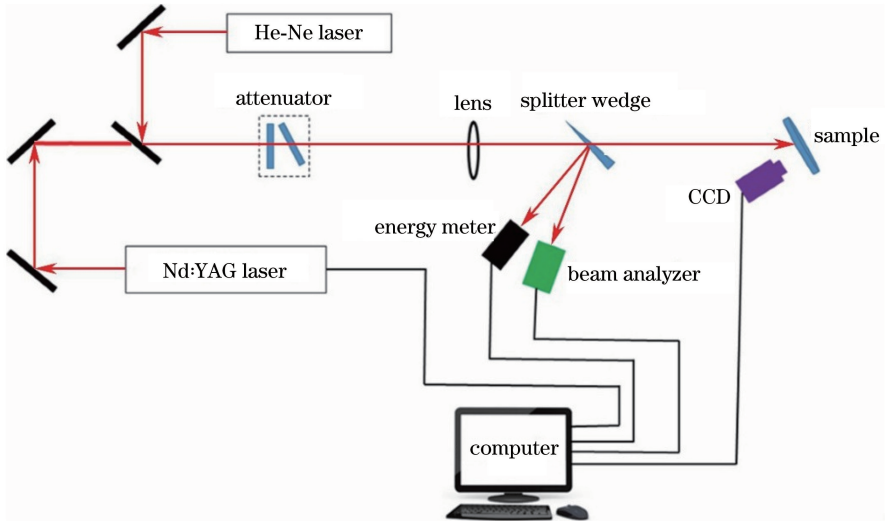 He-Ne laser
attenuator
lens
splitter wedge
sample
CCD
energy meter
beam analyzer
Nd:YAG laser
computer